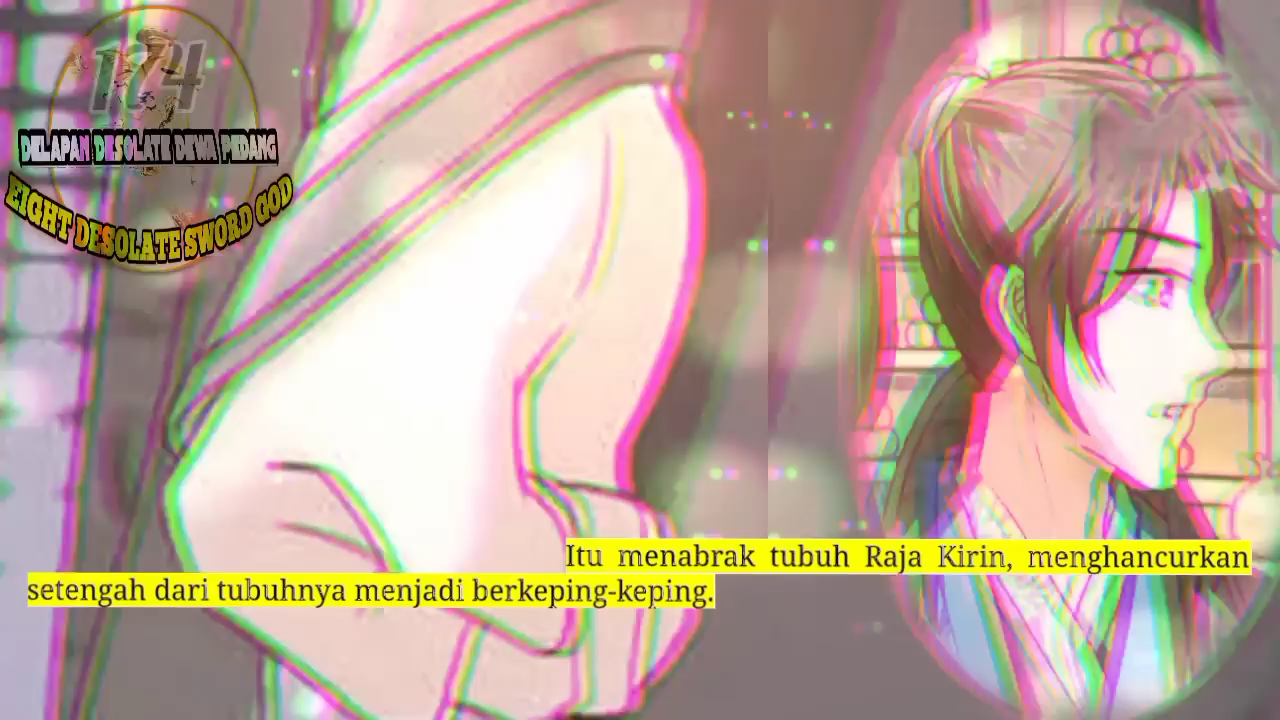 174
DELAPAN DESOLATE DEWA PEDANG
EIGHT DESOLATE SWORD GOD
Itu menabrak tubuh Raja Kirin, menghancurkan
setengah dari tubuhnya menjadi berkeping-keping.